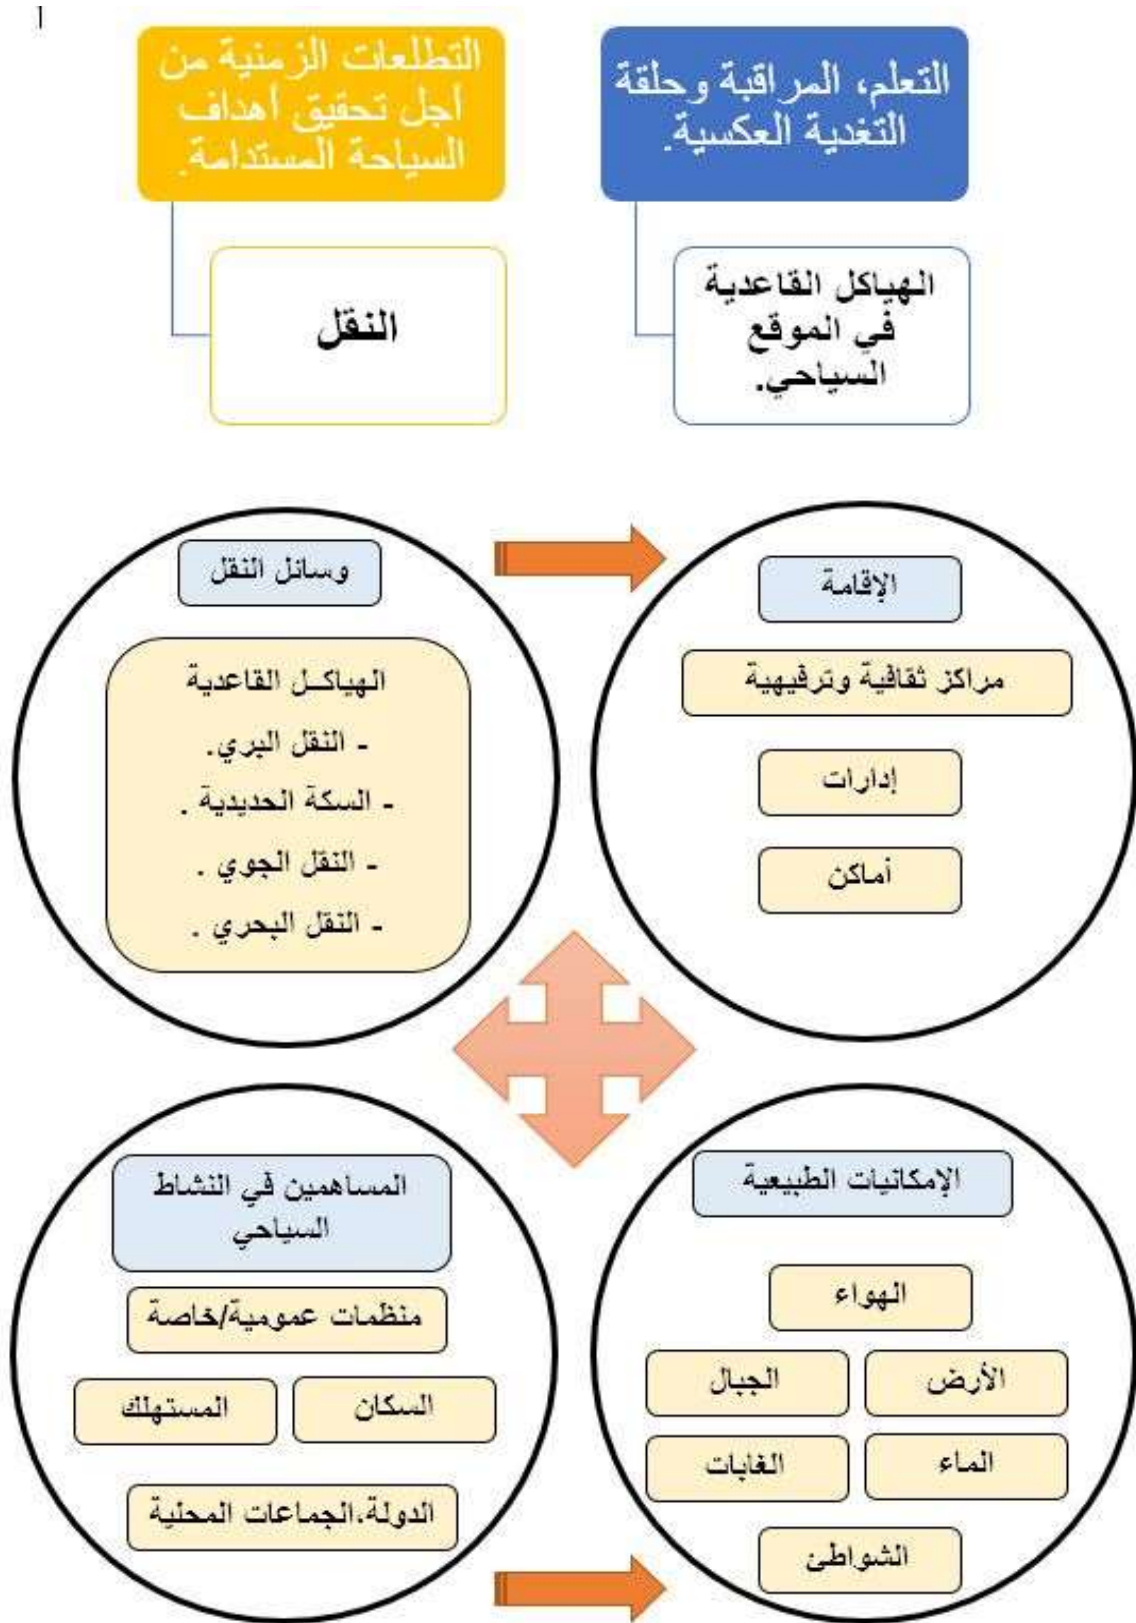 أ
التعلم، المراقبة وحلقة
التغدية العكسية.
التطلعات الزمنية من
أجل تحقيق أهداف
السياحة المستدامة.
الهياكل القاعدية
في الموقع
السياحي.
النقل
الإقامة
مراكز ثقافية وترفيهية
إدارات
أماكن
وسائل النقل
الهياكل القاعدية
- النقل البري.
- السكة الحديدية .
- النقل الجوي .
- النقل البحري .
الإمكانيات الطبيعية
الهواء
الأرض
الجبال
الماء
الغابات
الشواطئ
المساهمين في النشاط
السياحي
منظمات عمومية/خاصة
السكان
المستهلك
الدولة،الجماعات المحلية